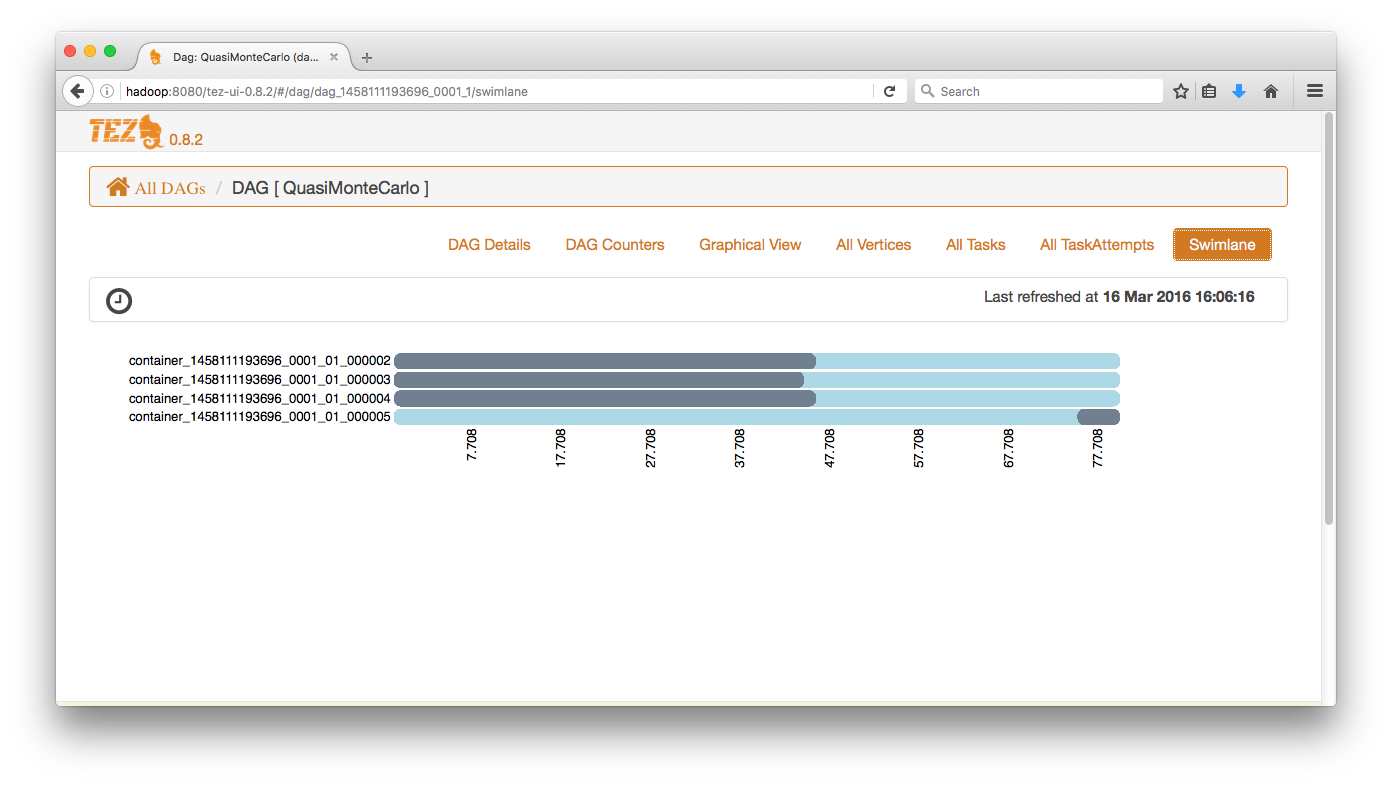 Dag: QuasiMonteCarlo (da...
hadoop:8080/tez-ui-0.8.2/#/dag/dag_1458111193696_0001_1/swimlane
Search
TEZ 0.8.2
All DAGs / DAG [ QuasiMonteCarlo ]
DAG Details DAG Counters Graphical View All Vertices All Tasks All TaskAttempts Swimlane
Last refreshed at 16 Mar 2016 16:06:16
container_1458111193696_0001_01_000002
container_1458111193696_0001_01_000003
container_1458111193696_0001_01_000004
container_1458111193696_0001_01_000005
7.708 17.708 27.708 37.708 47.708 57.708 67.708 77.708